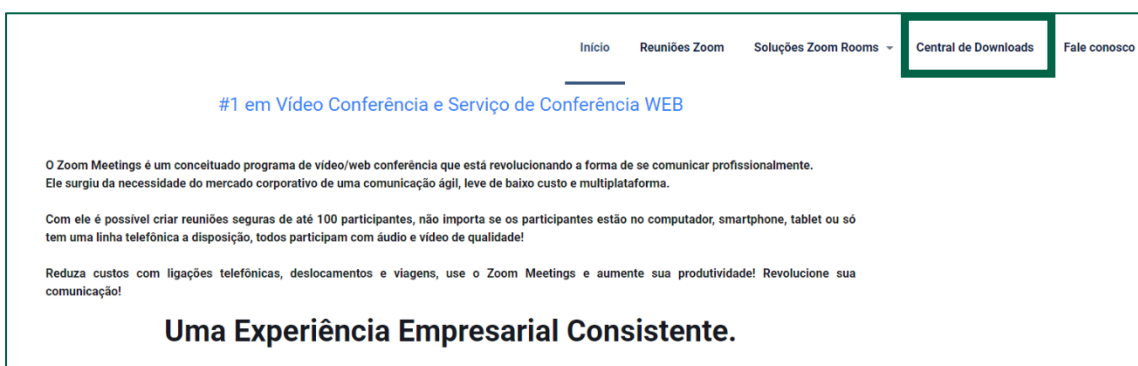 Início Reuniões Zoom Soluções Zoom Rooms Central de Downloads Fale conosco
#1 em Vídeo Conferência e Serviço de Conferência WEB
O Zoom Meetings é um conceituado programa de vídeo/web conferência que está revolucionando a forma de se comunicar profissionalmente.
Ele surgiu da necessidade do mercado corporativo de uma comunicação ágil, leve de baixo custo e multiplataforma.
Com ele é possível criar reuniões seguras de até 100 participantes, não importa se os participantes estão no computador, smartphone, tablet ou só
tem uma linha telefônica a disposição, todos participam com áudio e vídeo de qualidade!
Reduza custos com ligações telefônicas, deslocamentos e viagens, use o Zoom Meetings e aumente sua produtividade! Revolucione sua
comunicação!
Uma Experiência Empresarial Consistente.